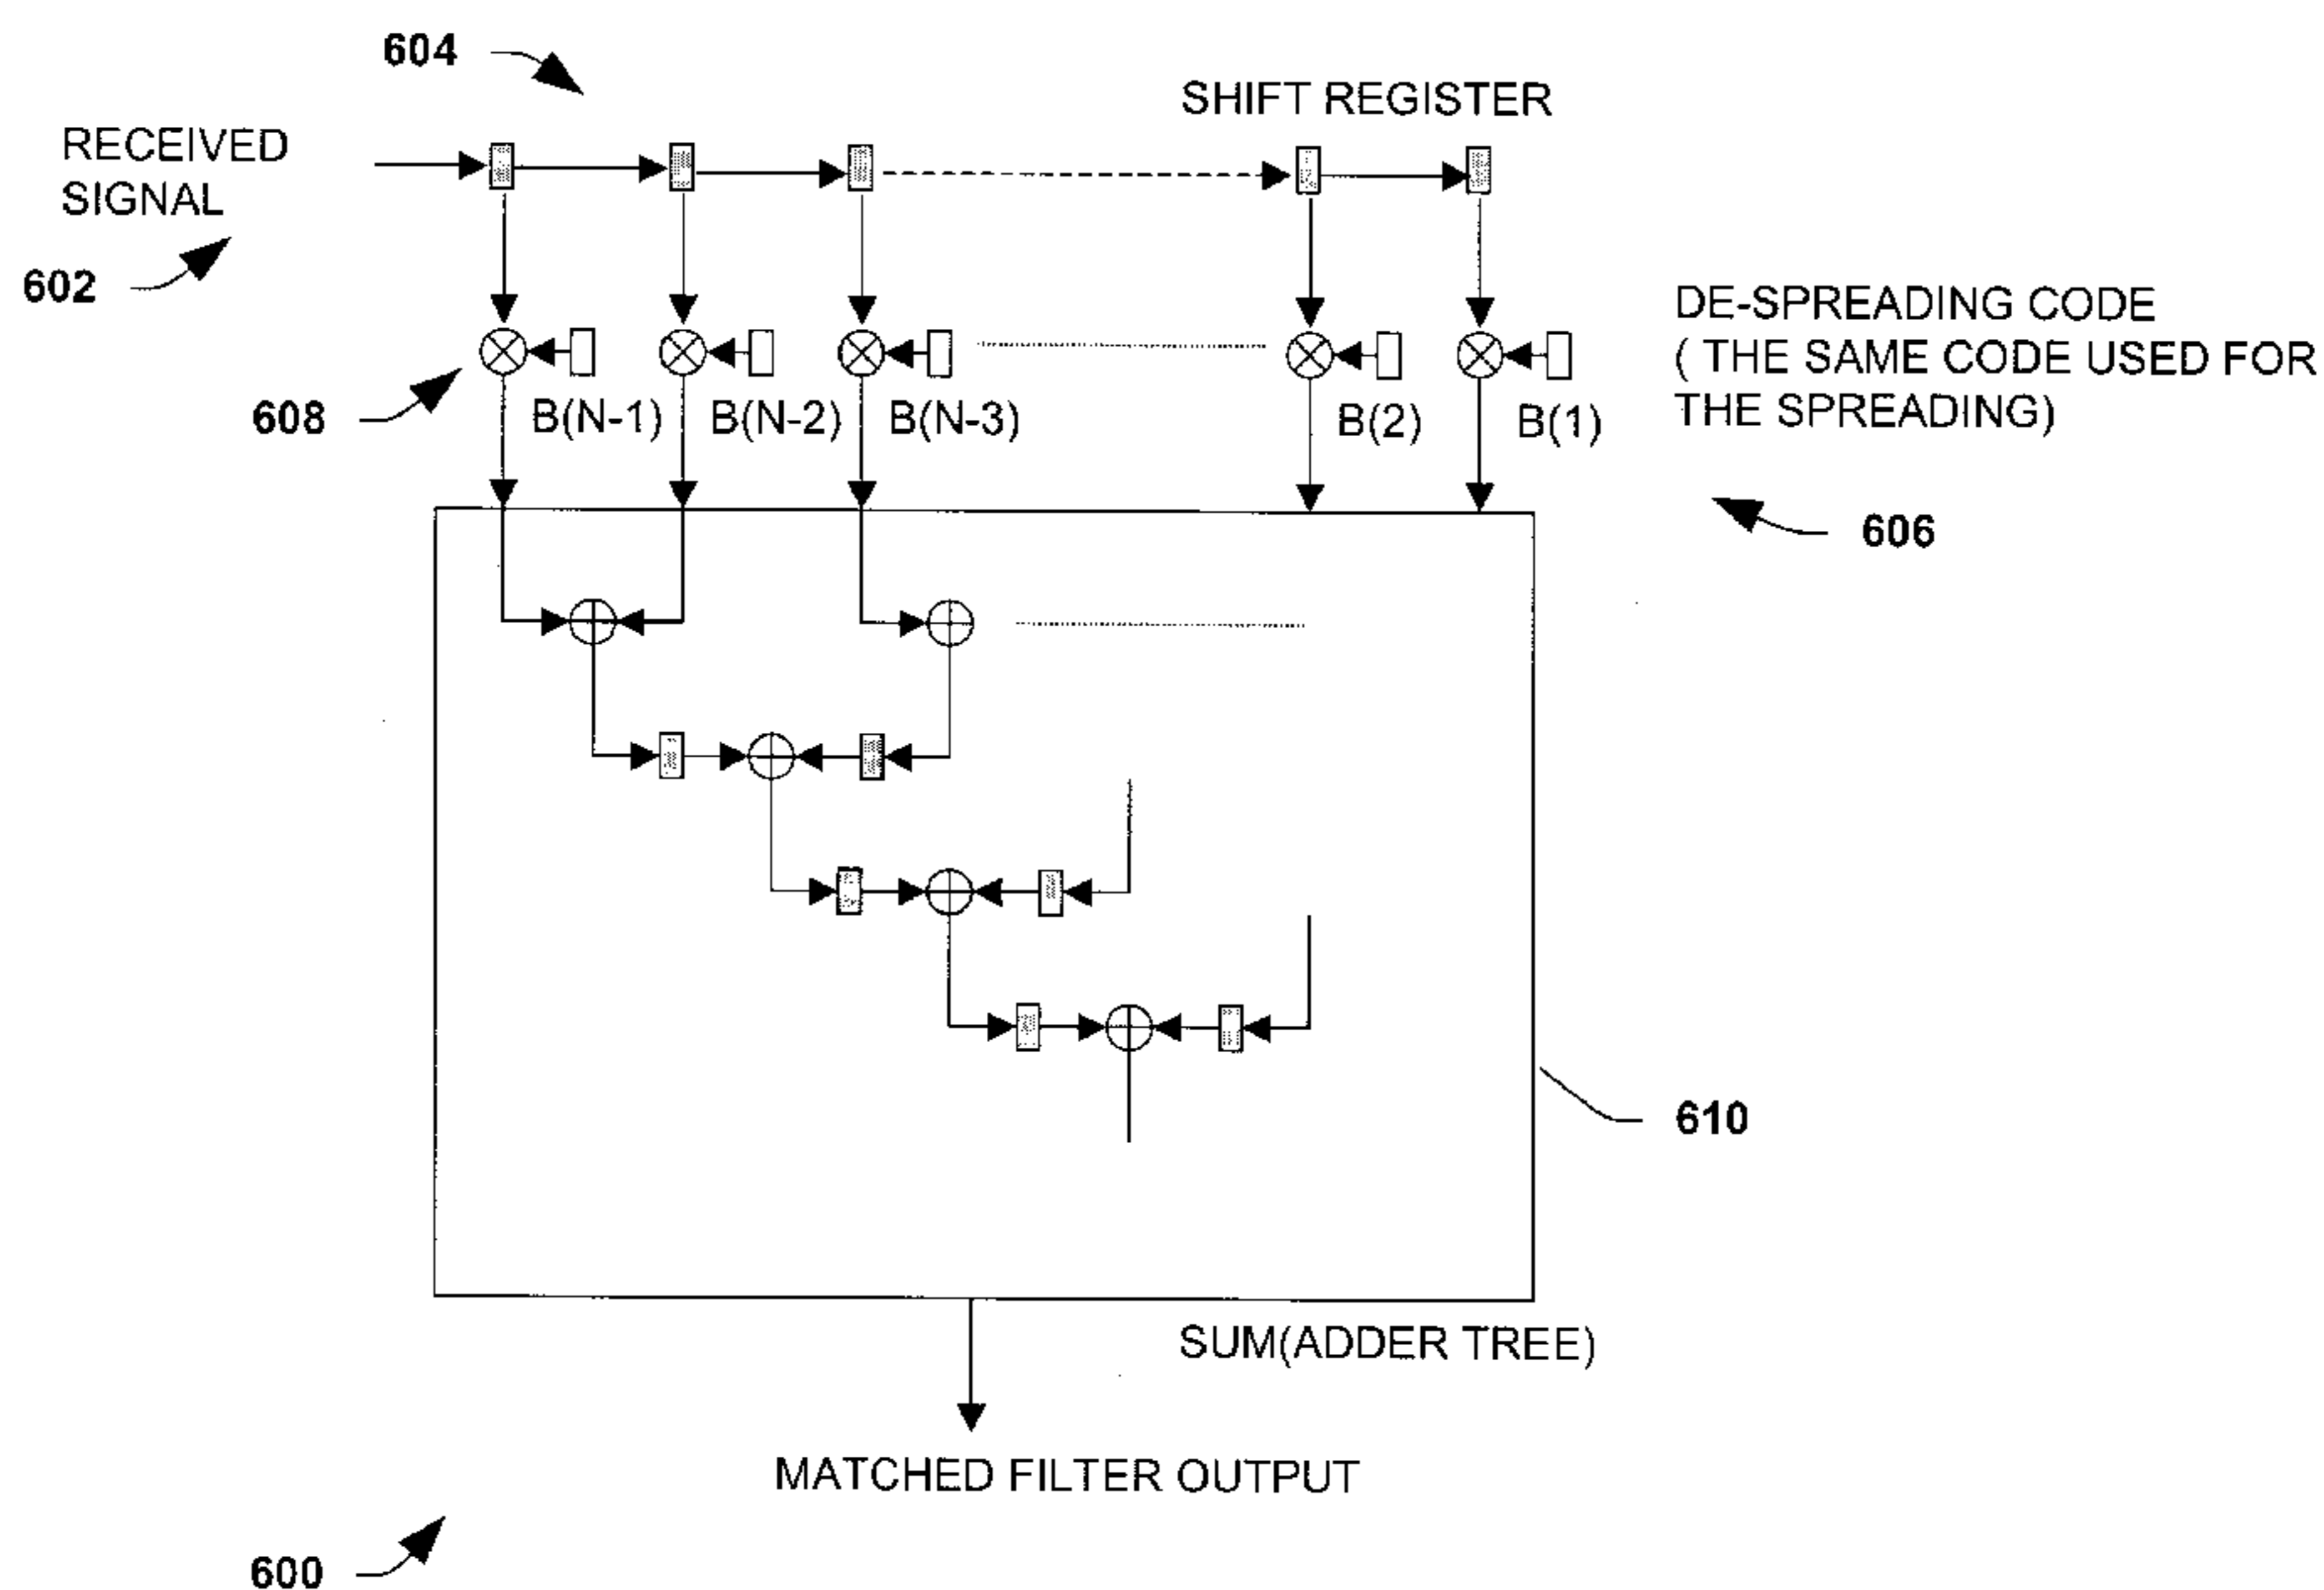 604
SHIFT REGISTER
RECEIVED
SIGNAL
602
DE-SPREADING CODE
( THE SAME CODE USED FOR
THE SPREADING)
608
B(N-1)
B(N-2)
B(N-3)
B(2)
B(1)
606
610
SUM(ADDER TREE)
MATCHED FILTER OUTPUT
600